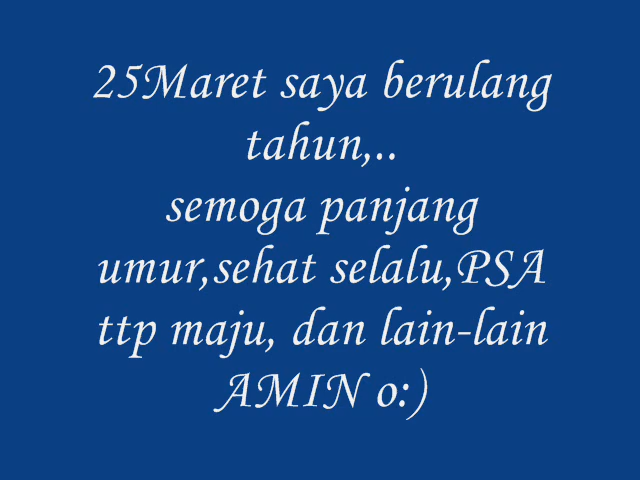 25Maret saya berulang
tahun,..
semoga panjang
umur,sehat selalu,PSA
ttp maju, dan lain-lain
AMIN o:)